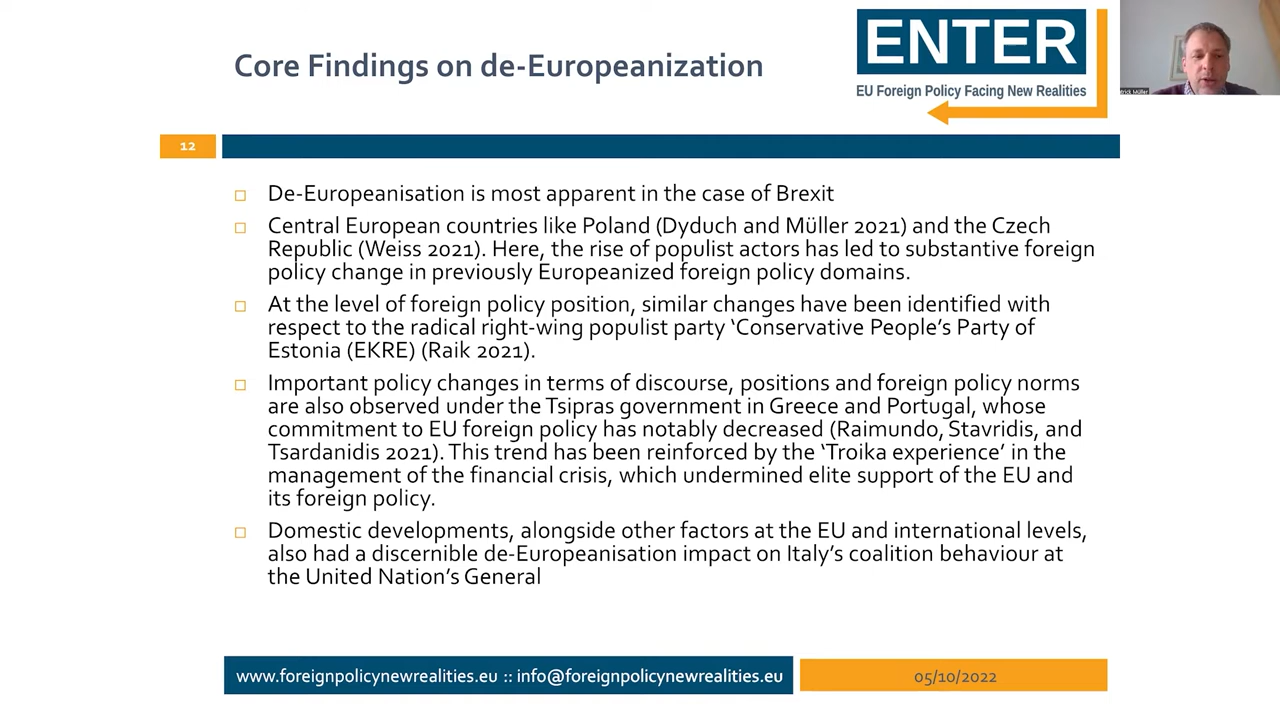 Core Findings on de-Europeanization
ENTER
EU Foreign Policy Facing New Realities
trick Müller
12
De-Europeanisation is most apparent in the case of Brexit
Central European countries like Poland (Dyduch and Müller 2021) and the Czech
Republic (Weiss 2021). Here, the rise of populist actors has led to substantive foreign
policy change in previously Europeanized foreign policy domains.
At the level of foreign policy position, similar changes have been identified with
respect to the radical right-wing populist party ‘Conservative People’s Party of
Estonia (EKRE) (Raik 2021).
Important policy changes in terms of discourse, positions and foreign policy norms
are also observed under the Tsipras government in Greece and Portugal, whose
commitment to EU foreign policy has notably decreased (Raimundo, Stavridis, and
Tsardanidis 2021). This trend has been reinforced by the ‘Troika experience’ in the
management of the financial crisis, which undermined elite support of the EU and
its foreign policy.
Domestic developments, alongside other factors at the EU and international levels,
also had a discernible de-Europeanisation impact on Italy’s coalition behaviour at
the United Nation’s General
www.foreignpolicynewrealities.eu :: info@foreignpolicynewrealities.eu
05/10/2022